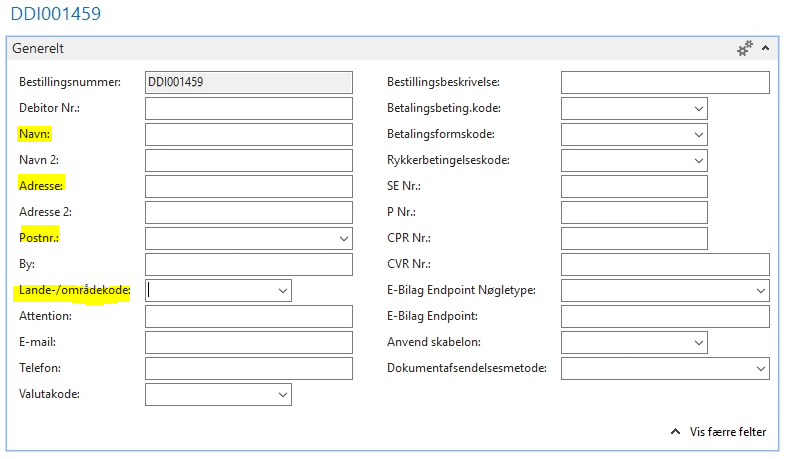 DDI001459
Generelt
Bestillingsnummer: DDI001459
Debitor Nr.:
Navn:
Navn 2:
Adresse:
Adresse 2:
Postnr.:
By:
Lande-/områdekode:
Attention:
E-mail:
Telefon:
Valutakode:
Bestillingsbeskrivelse:
Betalingsbeting.kode:
Betalingsformskode:
Rykkerbetingelseskode:
SE Nr.:
P Nr.:
CPR Nr.:
CVR Nr.:
E-Bilag Endpoint Nøgletype:
E-Bilag Endpoint:
Anvend skabelon:
Dokumentafsendelsesmetode:
Vis færre felter